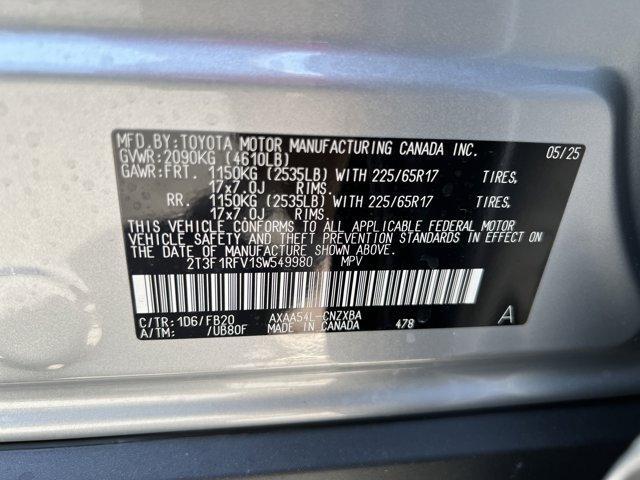 MFD. BY: TOYOTA MOTOR MANUFACTURING CANADA INC. 05/25
GVWR: 2090KG (4610LB)
GAWR: FRT. 1150KG (2535LB) WITH 225/65R17 TIRES,
17x7.0J RIMS.
RR. 1150KG (2535LB) WITH 225/65R17 TIRES,
17x7.0J RIMS.
THIS VEHICLE CONFORMS TO ALL APPLICABLE FEDERAL MOTOR
VEHICLE SAFETY AND THEFT PREVENTION STANDARDS IN EFFECT ON
THE DATE OF MANUFACTURE SHOWN ABOVE.
2T3F1RFV1SW549980 MPV
C/TR: 1D6/FB20 AXAA54L-CNZXBA A
A/TM: /UB80F MADE IN CANADA 478